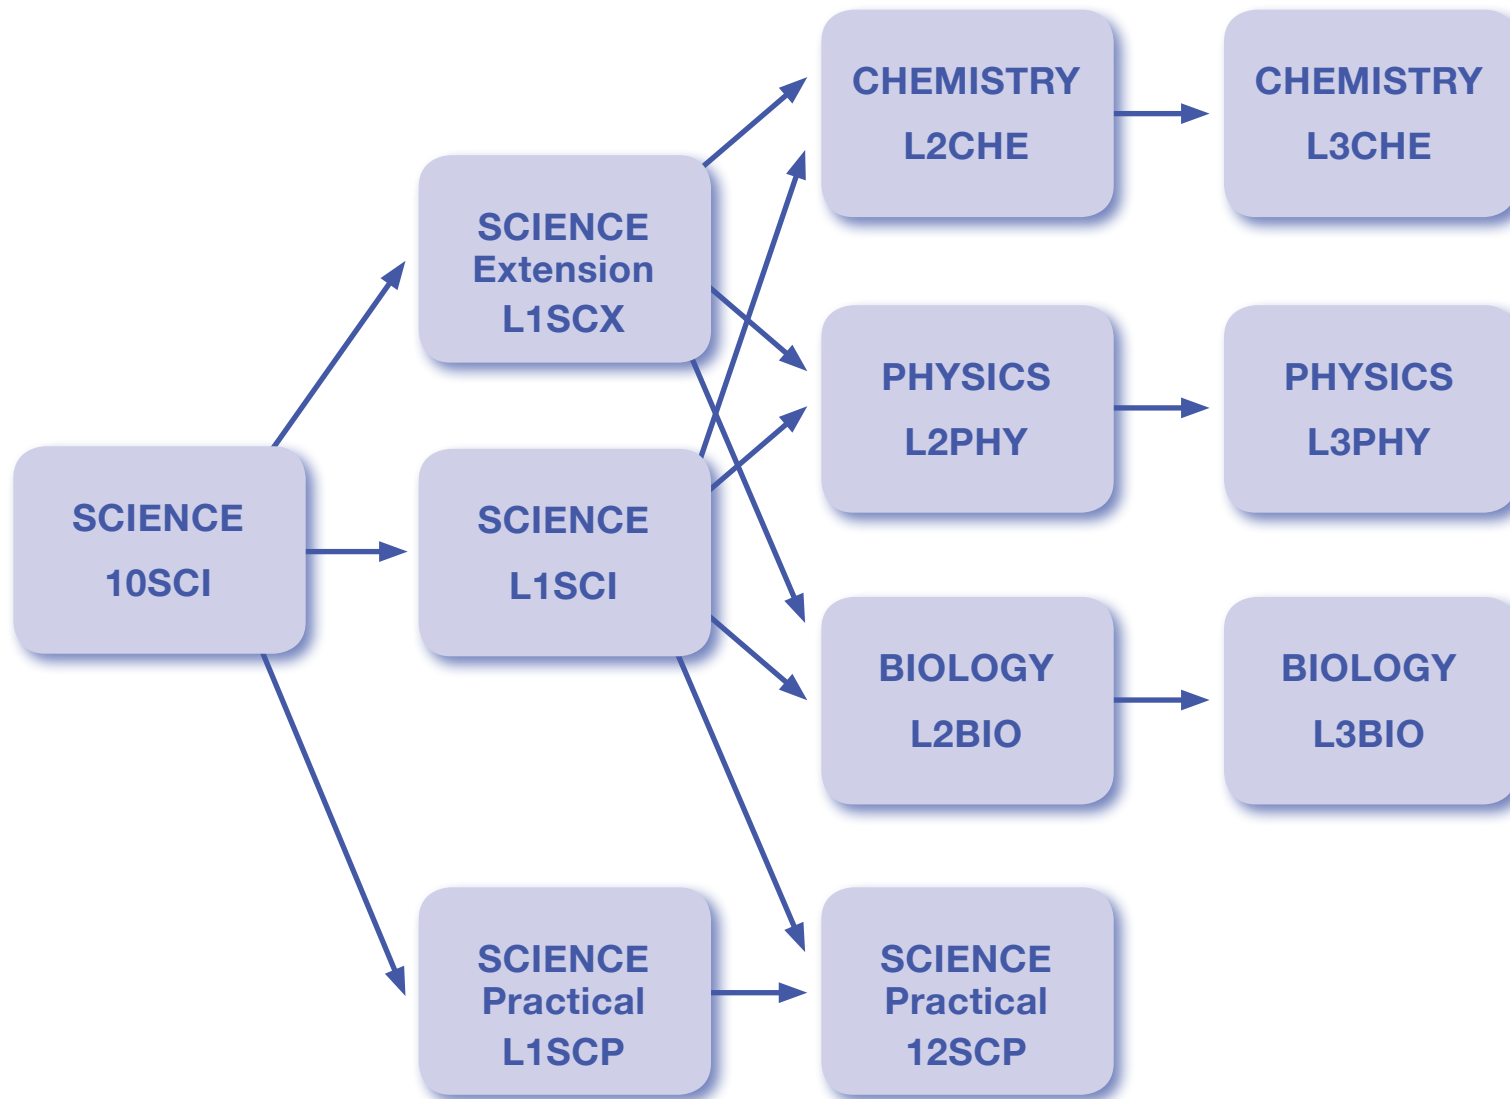 SCIENCE
10SCI
SCIENCE
Extension
L1SCX
SCIENCE
L1SCI
SCIENCE
Practical
L1SCP
CHEMISTRY
L2CHE
PHYSICS
L2PHY
BIOLOGY
L2BIO
SCIENCE
Practical
12SCP
CHEMISTRY
L3CHE
PHYSICS
L3PHY
BIOLOGY
L3BIO